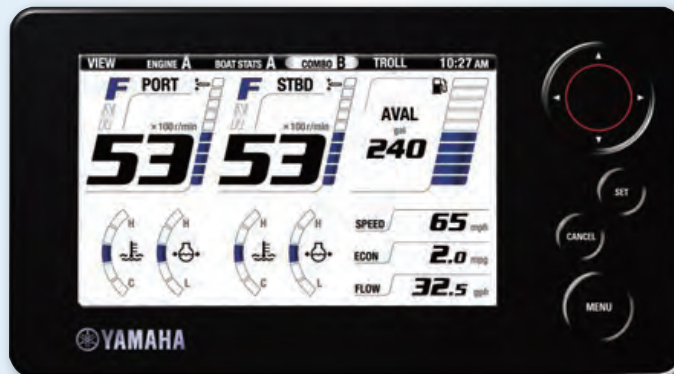 VIEW ENGINE A BOAT STATS A COMBO B TROLL 10:27 AM
F PORT F STBD
N N AVAL
×100 r/min ×100 r/min gal
53 53 240
H H H H SPEED 65 mph
ECON 2.0 mpg
C L C L FLOW 32.5 gph
SET
CANCEL
MENU
YAMAHA